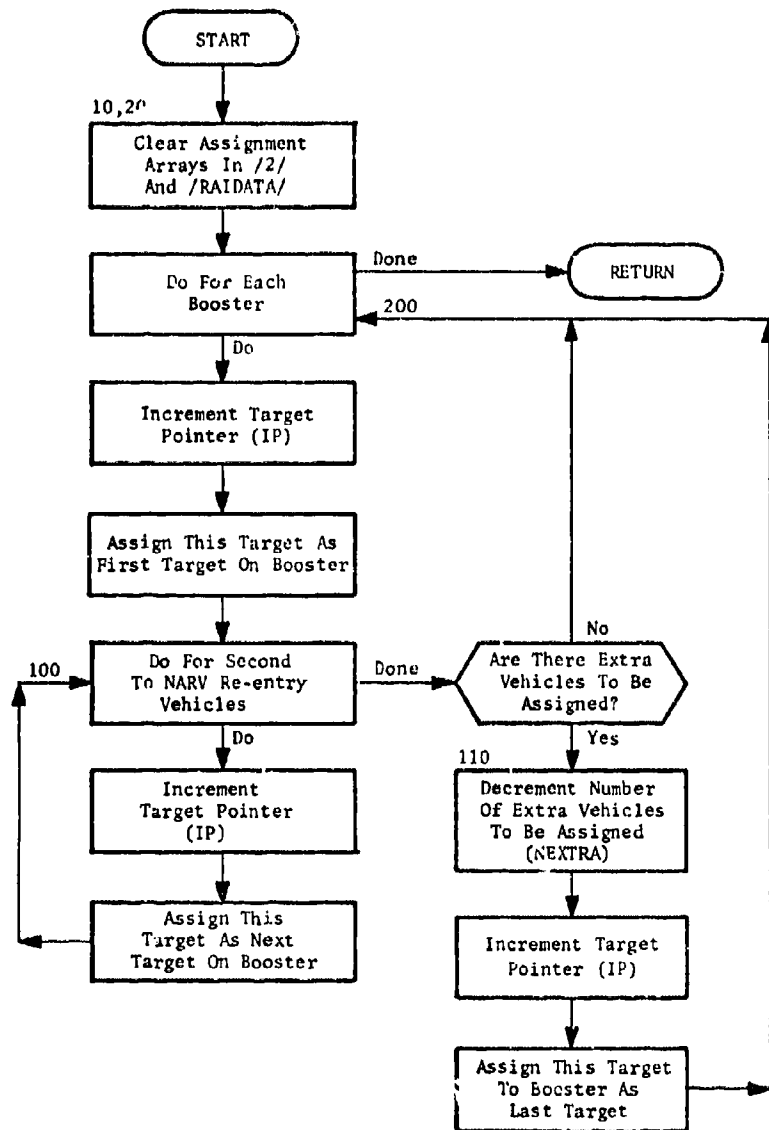 START
10,20
Clear Assignment
Arrays In /2/
And /RAIDATA/
Do For Each
Booster
Done
RETURN
200
Do
Increment Target
Pointer (IP)
Assign This Target As
First Target On Booster
100
Do For Second
To NARV Re-entry
Vehicles
Done
No
Are There Extra
Vehicles To Be
Assigned?
Do
Yes
Increment
Target Pointer
(IP)
110
Decrement Number
Of Extra Vehicles
To Be Assigned
(NEXTRA)
Assign This
Target As Next
Target On Booster
Increment Target
Pointer (IP)
Assign This Target
To Booster As
Last Target